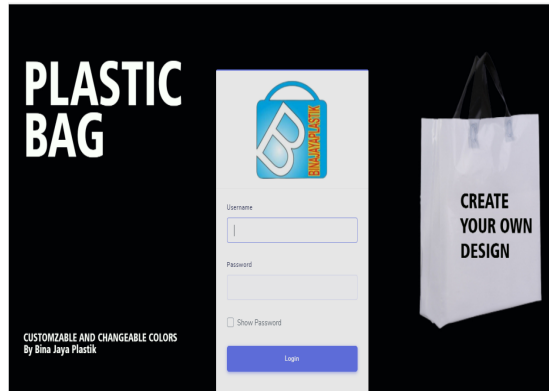 PLASTIC
BAG
CUSTOMZABLE AND CHANGEABLE COLORS
By Bina Jaya Plastik
B
BINAJAYAPLASTIK
Username
Password
Show Password
Login
CREATE
YOUR OWN
DESIGN